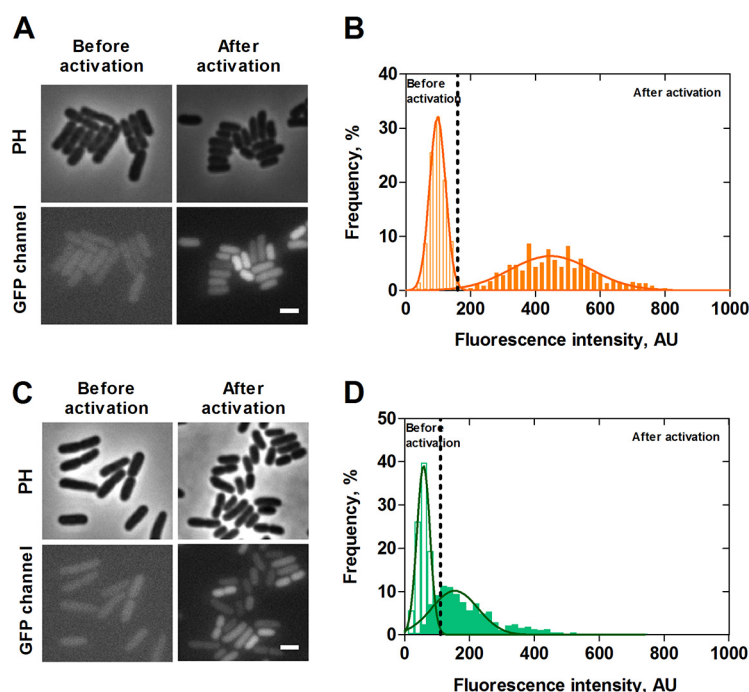 A
Before
activation
After
activation
PH
GFP channel
B
Before
activation
After activation
Frequency, %
40
30
20
10
0
0 200 400 600 800 1000
Fluorescence intensity, AU
C
Before
activation
After
activation
PH
GFP channel
D
Before
activation
After activation
Frequency, %
50
40
30
20
10
0
0 200 400 600 800 1000
Fluorescence intensity, AU